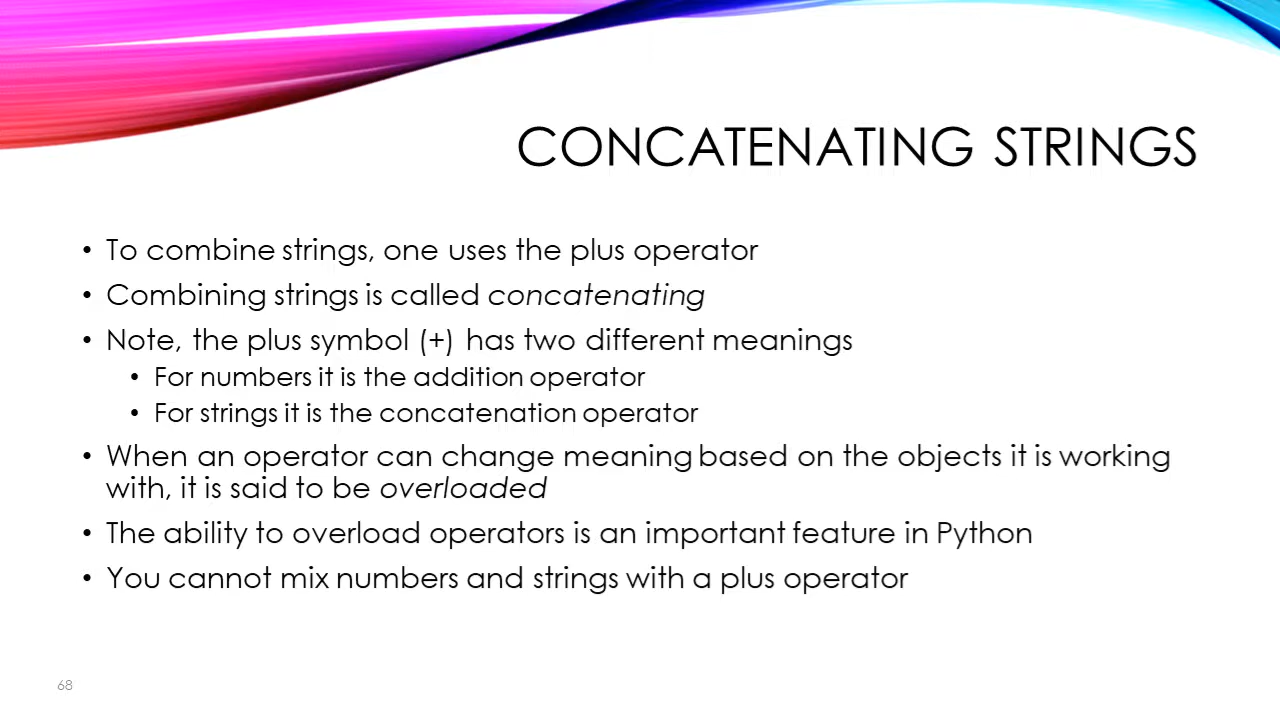 CONCATENATING STRINGS
• To combine strings, one uses the plus operator
• Combining strings is called concatenating
• Note, the plus symbol (+) has two different meanings
• For numbers it is the addition operator
• For strings it is the concatenation operator
• When an operator can change meaning based on the objects it is working
with, it is said to be overloaded
• The ability to overload operators is an important feature in Python
• You cannot mix numbers and strings with a plus operator
68